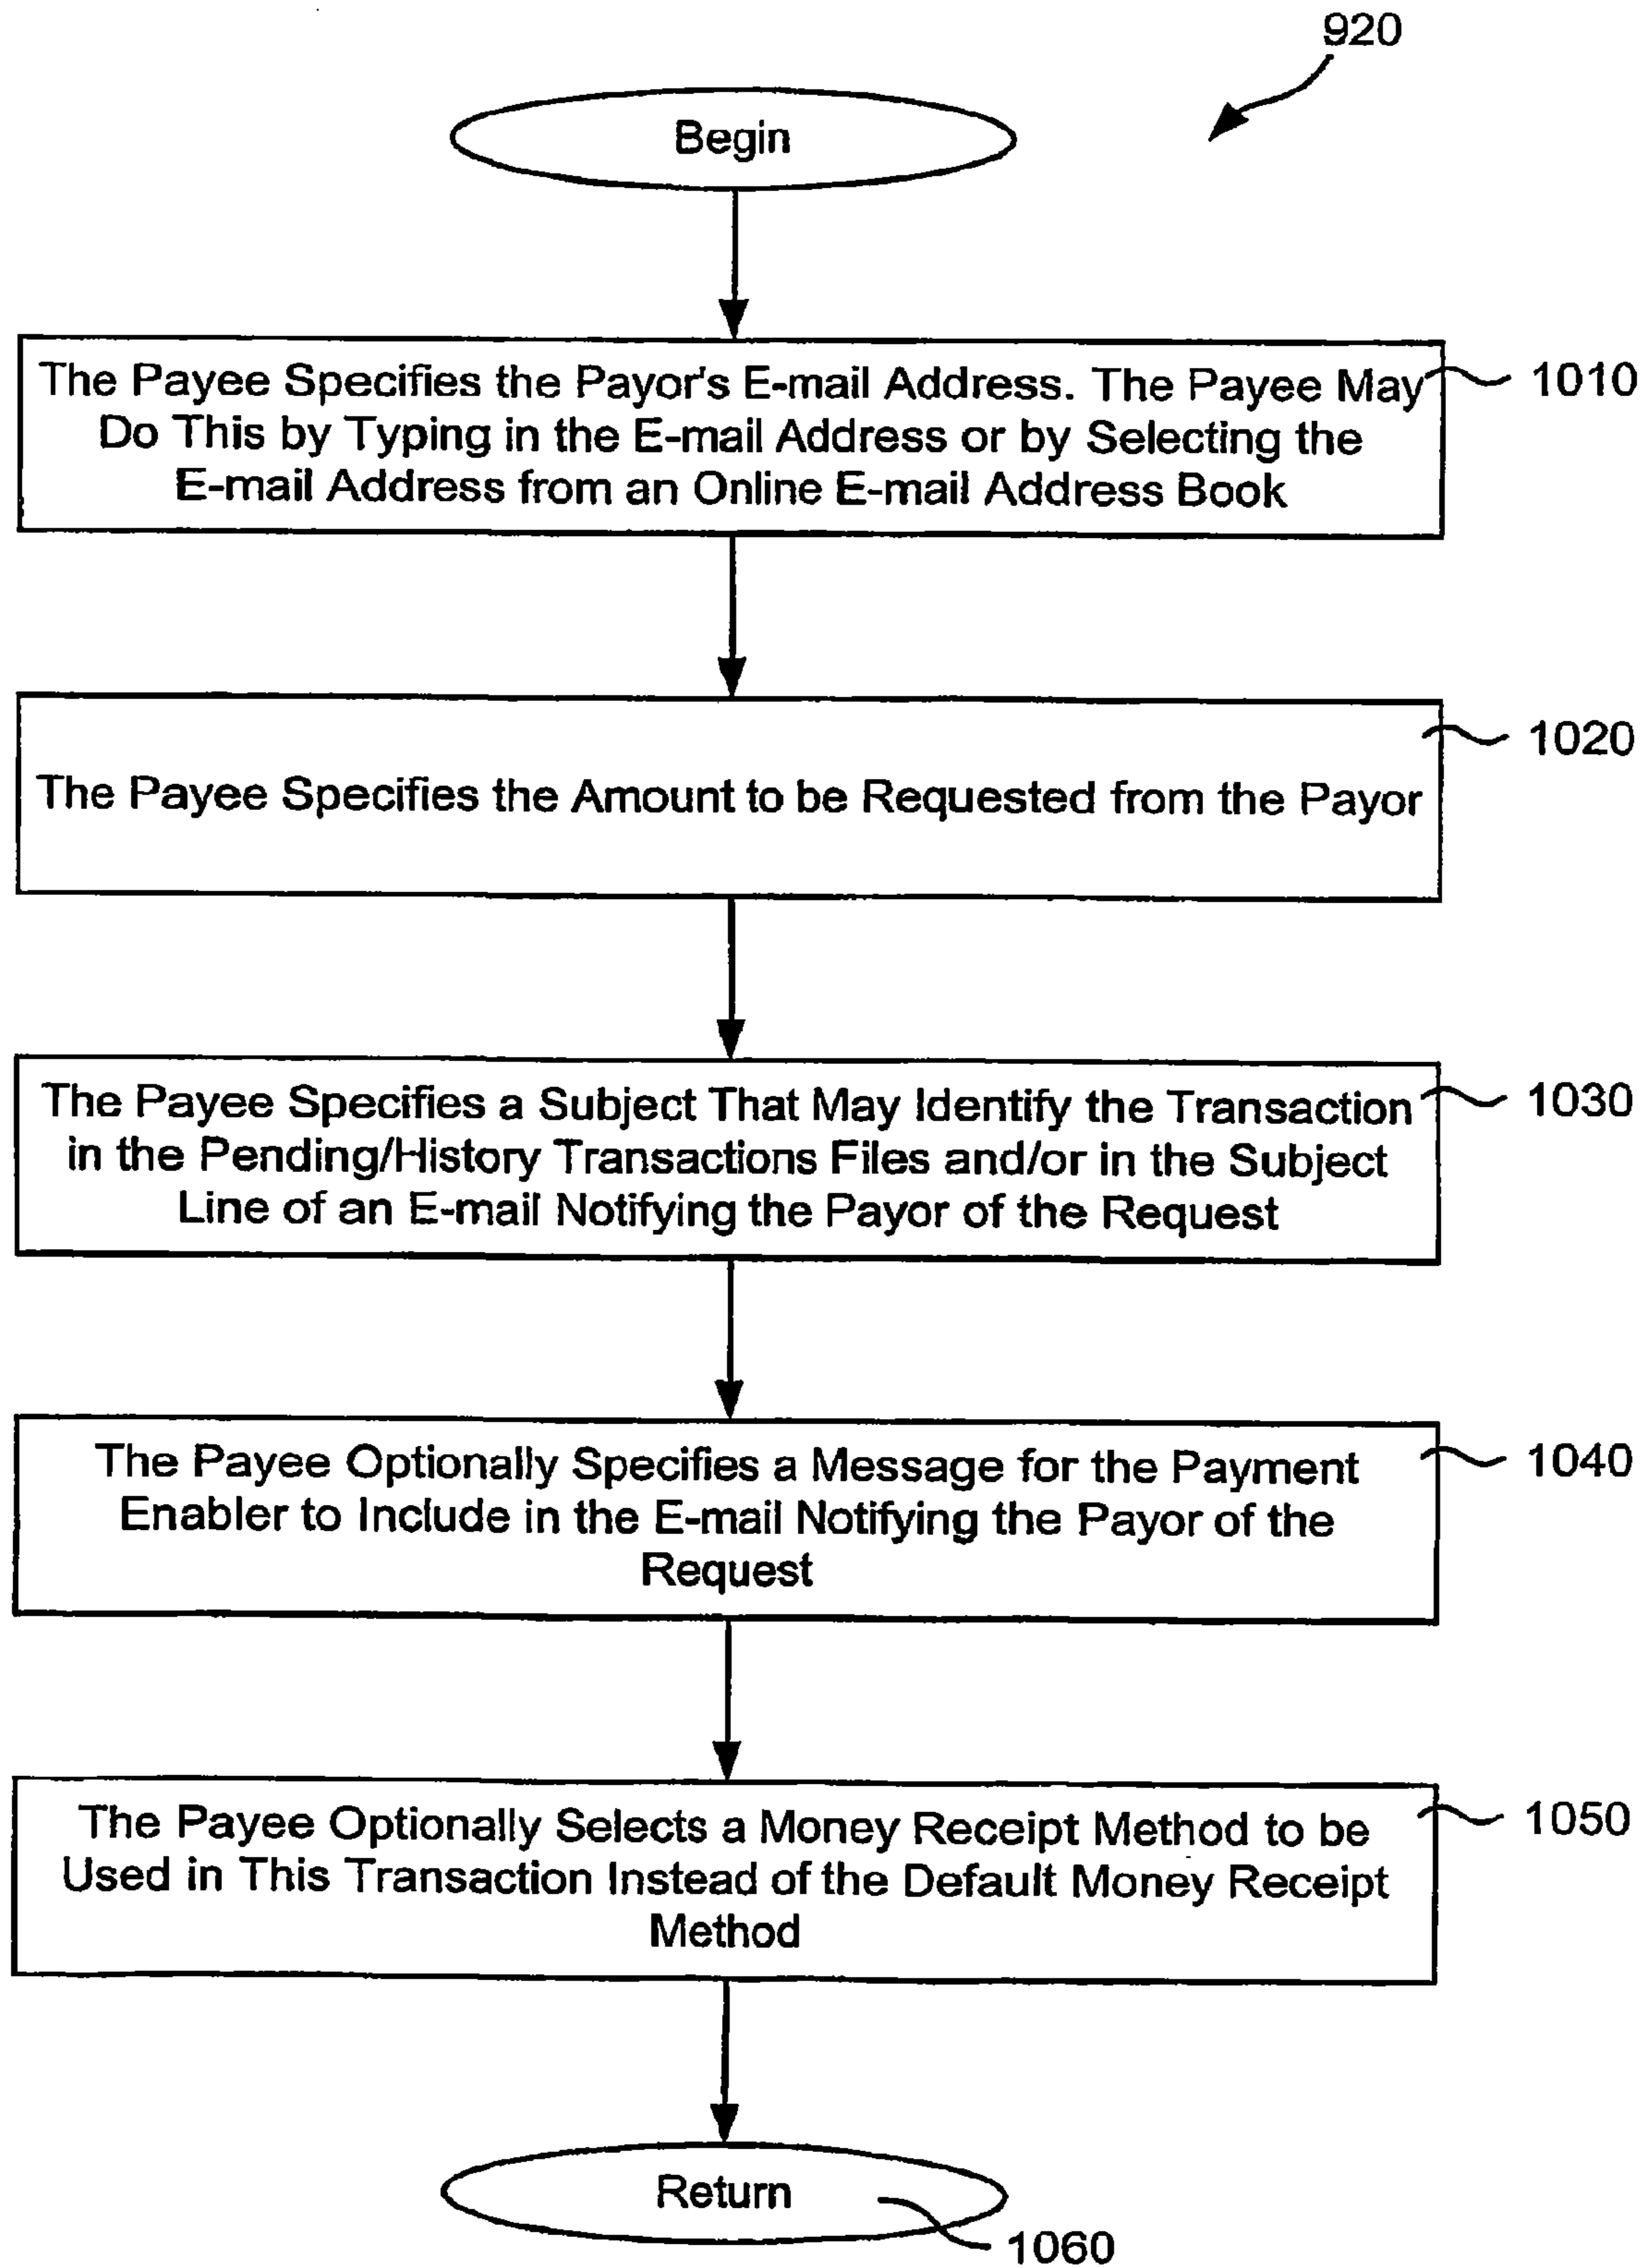 920
Begin
The Payee Specifies the Payor's E-mail Address. The Payee May
Do This by Typing in the E-mail Address or by Selecting the
E-mail Address from an Online E-mail Address Book
1010
The Payee Specifies the Amount to be Requested from the Payor
1020
The Payee Specifies a Subject That May Identify the Transaction
in the Pending/History Transactions Files and/or in the Subject
Line of an E-mail Notifying the Payor of the Request
1030
The Payee Optionally Specifies a Message for the Payment
Enabler to Include in the E-mail Notifying the Payor of the
Request
1040
The Payee Optionally Selects a Money Receipt Method to be
Used in This Transaction Instead of the Default Money Receipt
Method
1050
Return
1060